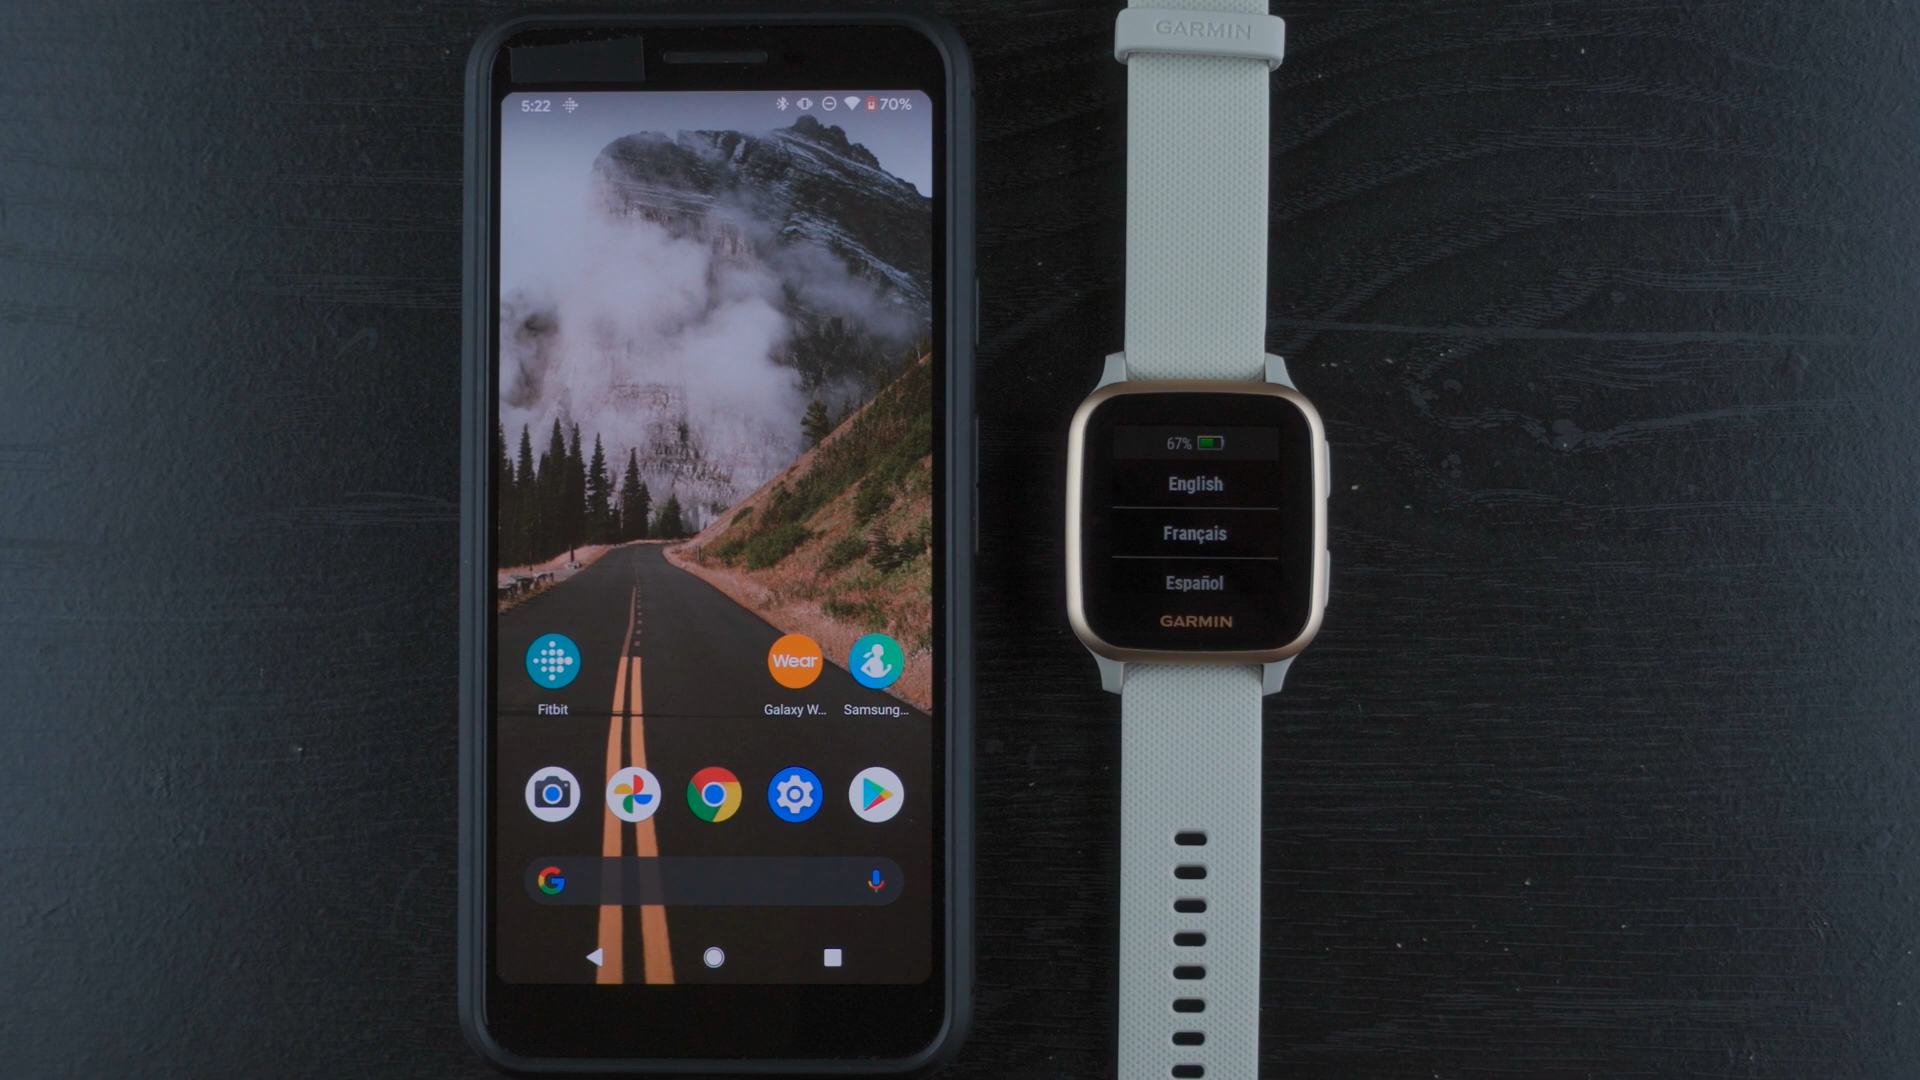 5:22 70%
Fitbit
Wear
Galaxy W...
Samsung...
G
GARMIN
67%
English
Français
Español
GARMIN